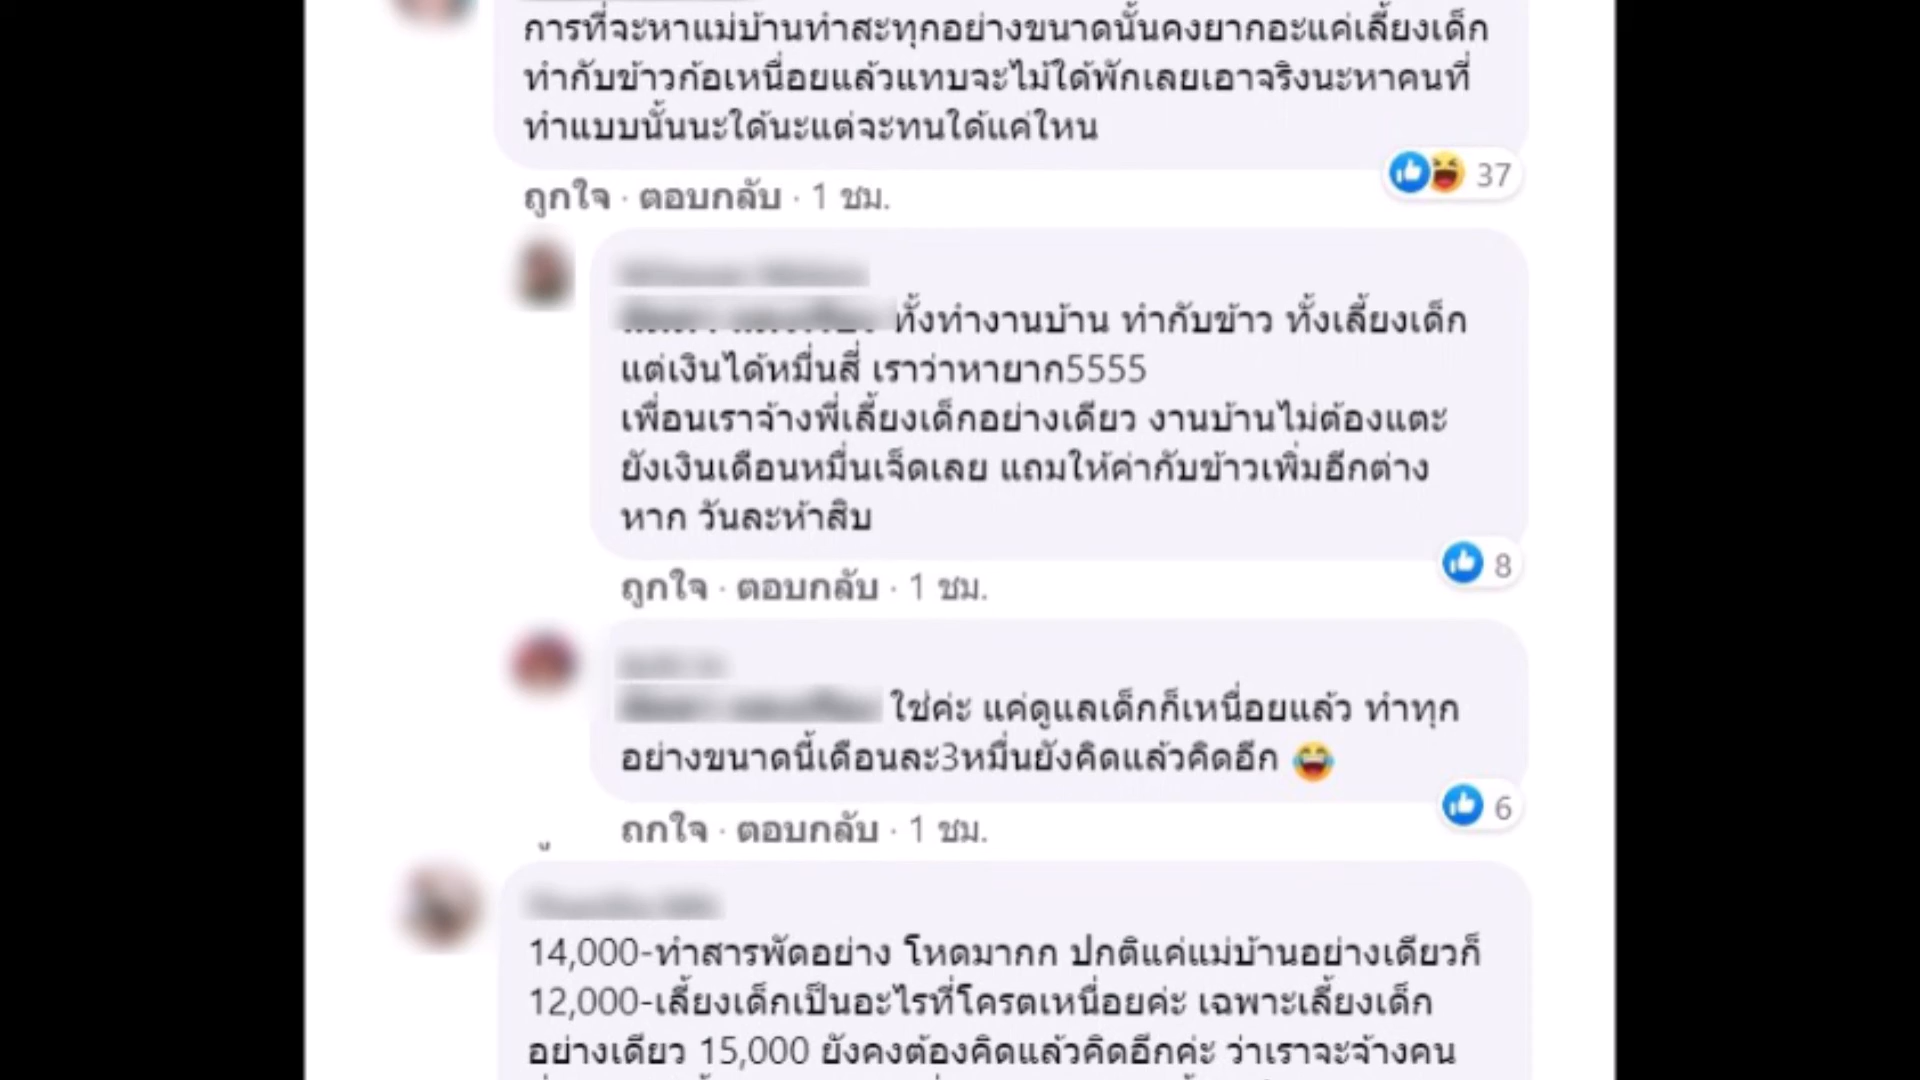 การที่จะหาแม่บ้านทำสะทุกอย่างขนาดนั้นคงยากอะแค่เลี้ยงเด็ก
ทำกับข้าวก้อเหนื่อยแล้วแทบจะไม้ใด้พักเลยเอาจริงนะหาคนที่
ทำแบบนั้นนะใด้นะแต่จะทนใด้แค่ใหน
37
ถูกใจ · ตอบกลับ · 1 ชม.
ทั้งทำงานบ้าน ทำกับข้าว ทั้งเลี้ยงเด็ก
แต่เงินได้หมื่นสี่ เราว่าหายาก5555
เพื่อนเราจ้างพี่เลี้ยงเด็กอย่างเดียว งานบ้านไม่ต้องแตะ
ยังเงินเดือนหมื่นเจ็ดเลย แถมให้ค่ากับข้าวเพิ่มอีกต่าง
หาก วันละห้าสิบ
8
ถูกใจ · ตอบกลับ · 1 ชม.
ใช่ค่ะ แค่ดูแลเด็กก็เหนื่อยแล้ว ทำทุก
อย่างขนาดนี้เดือนละ3หมื่นยังคิดแล้วคิดอีก 😂
6
ถูกใจ · ตอบกลับ · 1 ชม.
14,000-ทำสารพัดอย่าง โหดมากก ปกติแค่แม่บ้านอย่างเดียวก็
12,000-เลี้ยงเด็กเป็นอะไรที่โครตเหนื่อยค่ะ เฉพาะเลี้ยงเด็ก
อย่างเดียว 15,000 ยังคงต้องคิดแล้วคิดอีกค่ะ ว่าเราจะจ้างคน